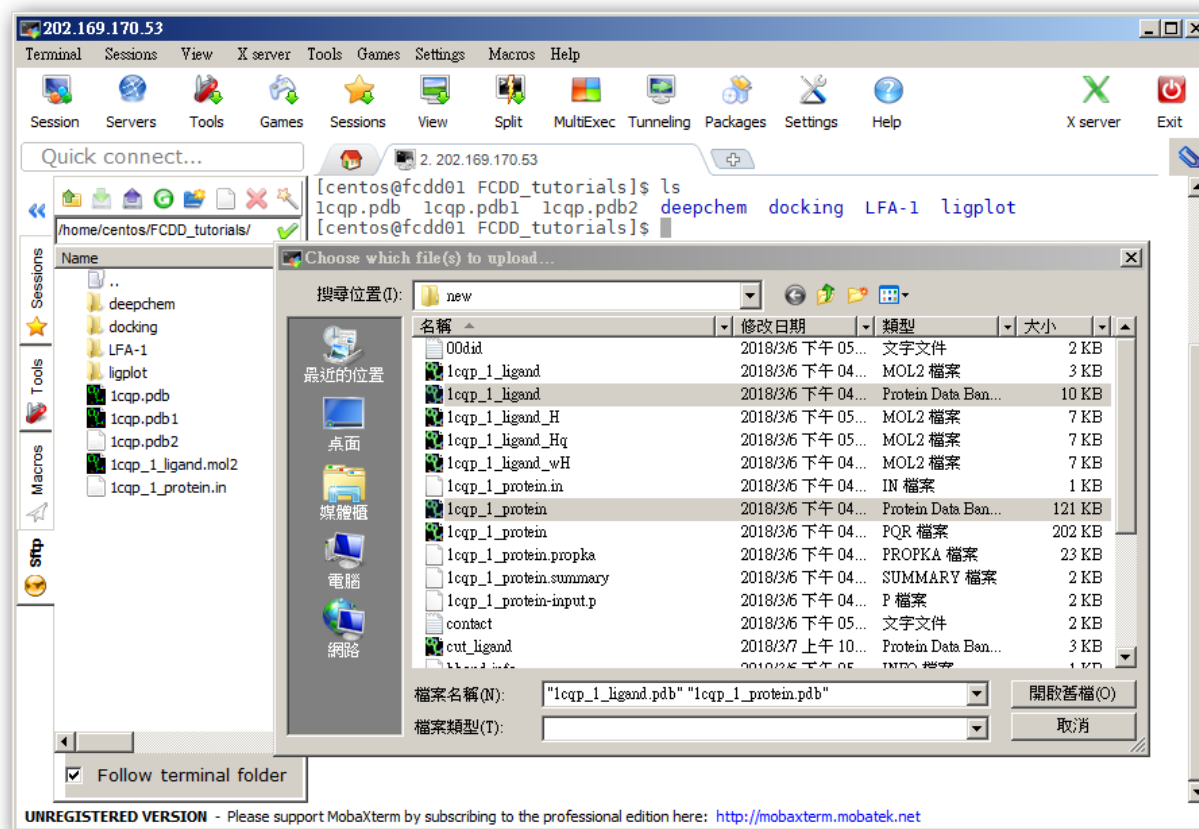 202.169.170.53
Terminal Sessions View X server Tools Games Settings Macros Help
Session Servers Tools Games Sessions View Split MultiExec Tunneling Packages Settings Help X server Exit
Quick connect...
2. 202.169.170.53
[centos@fcdd01 FCDD_tutorials]$ ls
1cqp.pdb 1cqp.pdb1 1cqp.pdb2 deepchem docking LFA-1 ligplot
[centos@fcdd01 FCDD_tutorials]$
/home/centos/FCDD_tutorials/
Sessions
Tools
Macros
Sftp
Name
..
deepchem
docking
LFA-1
ligplot
1cqp.pdb
1cqp.pdb1
1cqp.pdb2
1cqp_1_ligand.mol2
1cqp_1_protein.in
Follow terminal folder
Choose which file(s) to upload...
搜尋位置(I): new
最近的位置
桌面
媒體櫃
電腦
網路
名稱 修改日期 類型 大小
00did 2018/3/6 下午 05... 文字文件 2 KB
1cqp_1_ligand 2018/3/6 下午 04... MOL2 檔案 3 KB
1cqp_1_ligand 2018/3/6 下午 04... Protein Data Ban... 10 KB
1cqp_1_ligand_H 2018/3/6 下午 05... MOL2 檔案 7 KB
1cqp_1_ligand_Hq 2018/3/6 下午 05... MOL2 檔案 7 KB
1cqp_1_ligand_wH 2018/3/6 下午 04... MOL2 檔案 7 KB
1cqp_1_protein.in 2018/3/6 下午 04... IN 檔案 1 KB
1cqp_1_protein 2018/3/6 下午 04... Protein Data Ban... 121 KB
1cqp_1_protein 2018/3/6 下午 04... PQR 檔案 202 KB
1cqp_1_protein.propka 2018/3/6 下午 04... PROPKA 檔案 23 KB
1cqp_1_protein.summary 2018/3/6 下午 04... SUMMARY 檔案 2 KB
1cqp_1_protein-input.p 2018/3/6 下午 04... P 檔案 2 KB
contact 2018/3/6 下午 05... 文字文件 2 KB
cut_ligand 2018/3/7 上午 10... Protein Data Ban... 3 KB
檔案名稱(N): "1cqp_1_ligand.pdb" "1cqp_1_protein.pdb" 開啟舊檔(O)
檔案類型(T): 取消
UNREGISTERED VERSION - Please support MobaXterm by subscribing to the professional edition here: http://mobaxterm.mobatek.net